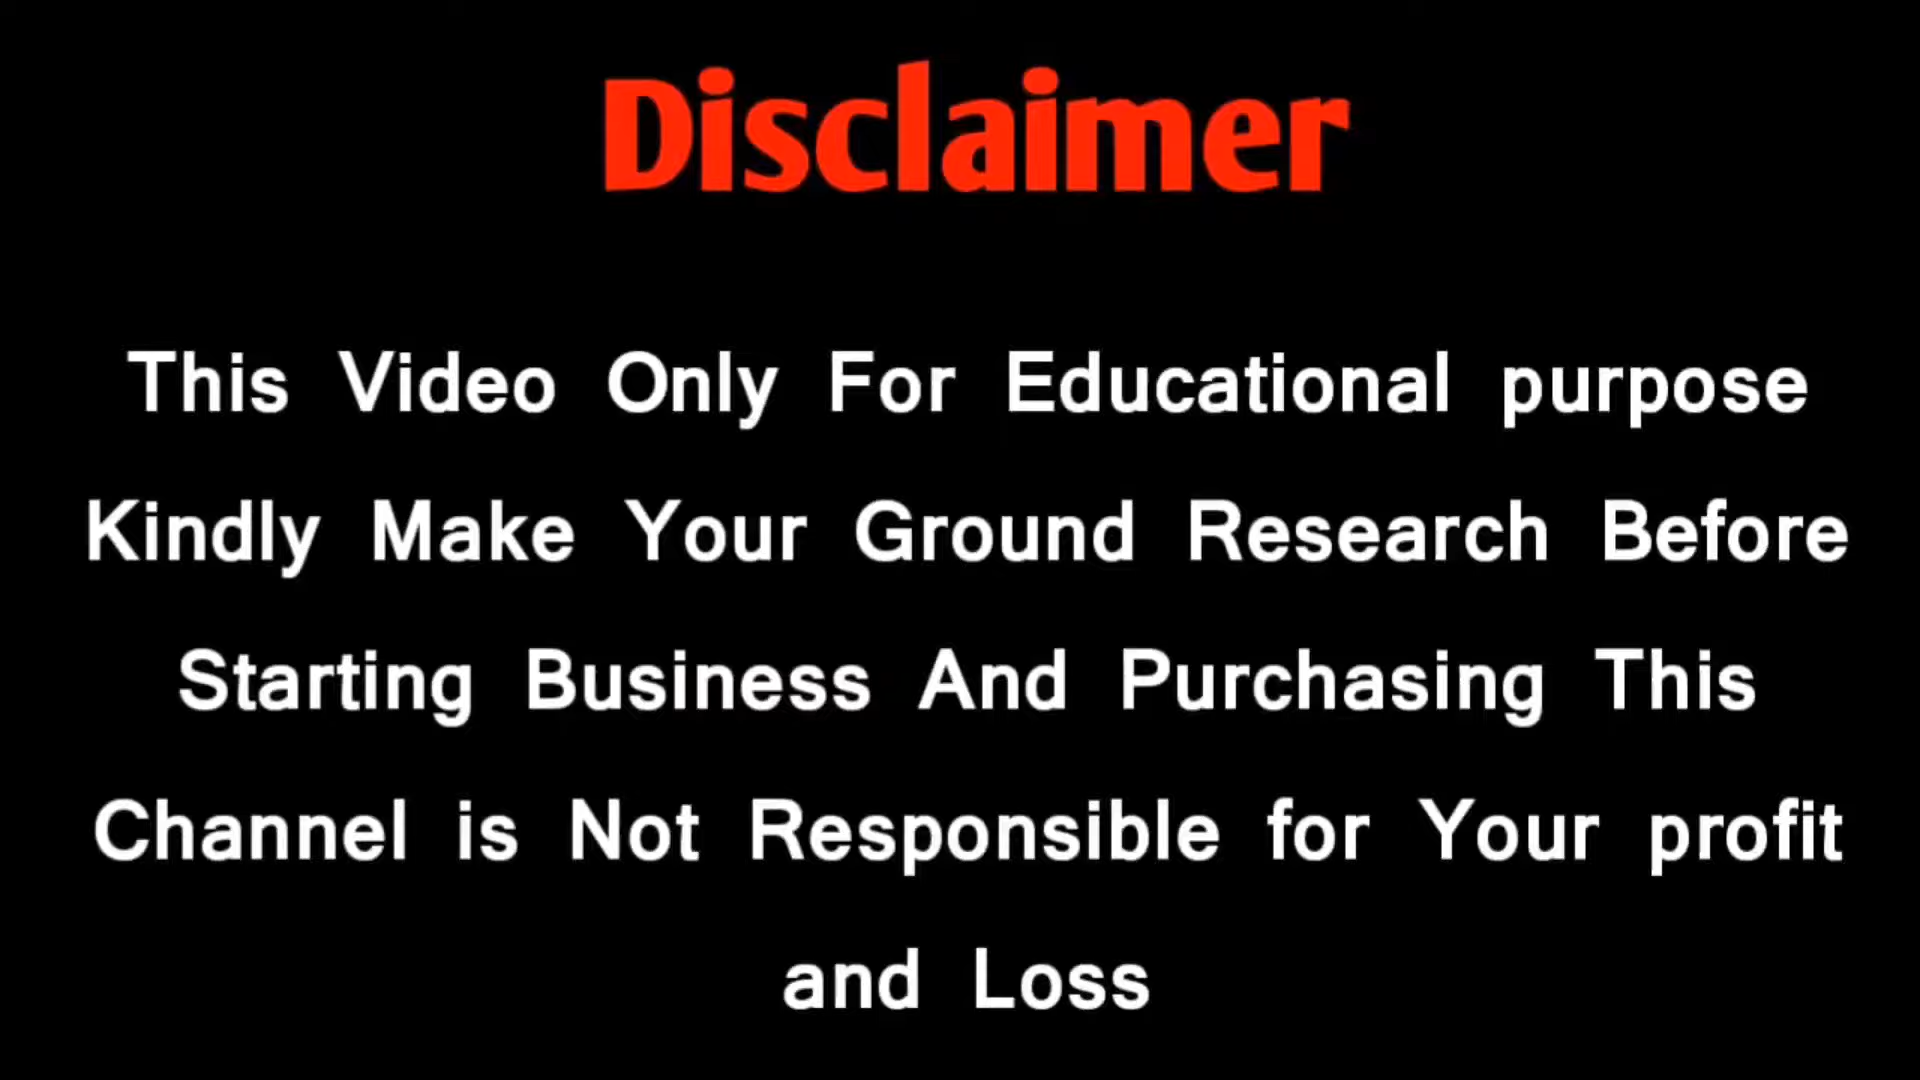 Disclaimer
This Video Only For Educational purpose
Kindly Make Your Ground Research Before
Starting Business And Purchasing This
Channel is Not Responsible for Your profit
and Loss